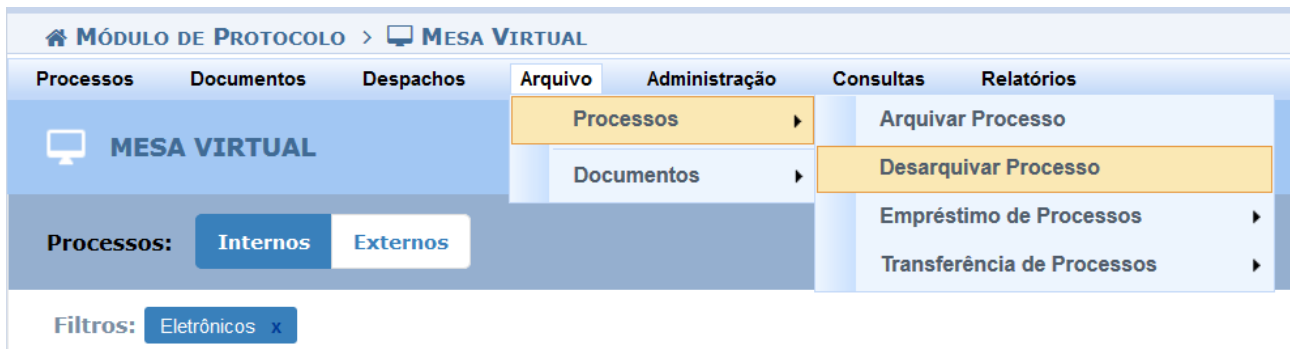 MÓDULO DE PROTOCOLO > MESA VIRTUAL
Processos Documentos Despachos Arquivo Administração Consultas Relatórios
Processos Arquivar Processo
MESA VIRTUAL
Documentos Desarquivar Processo
Empréstimo de Processos
Processos: Internos Externos
Transferência de Processos
Filtros: Eletrônicos x